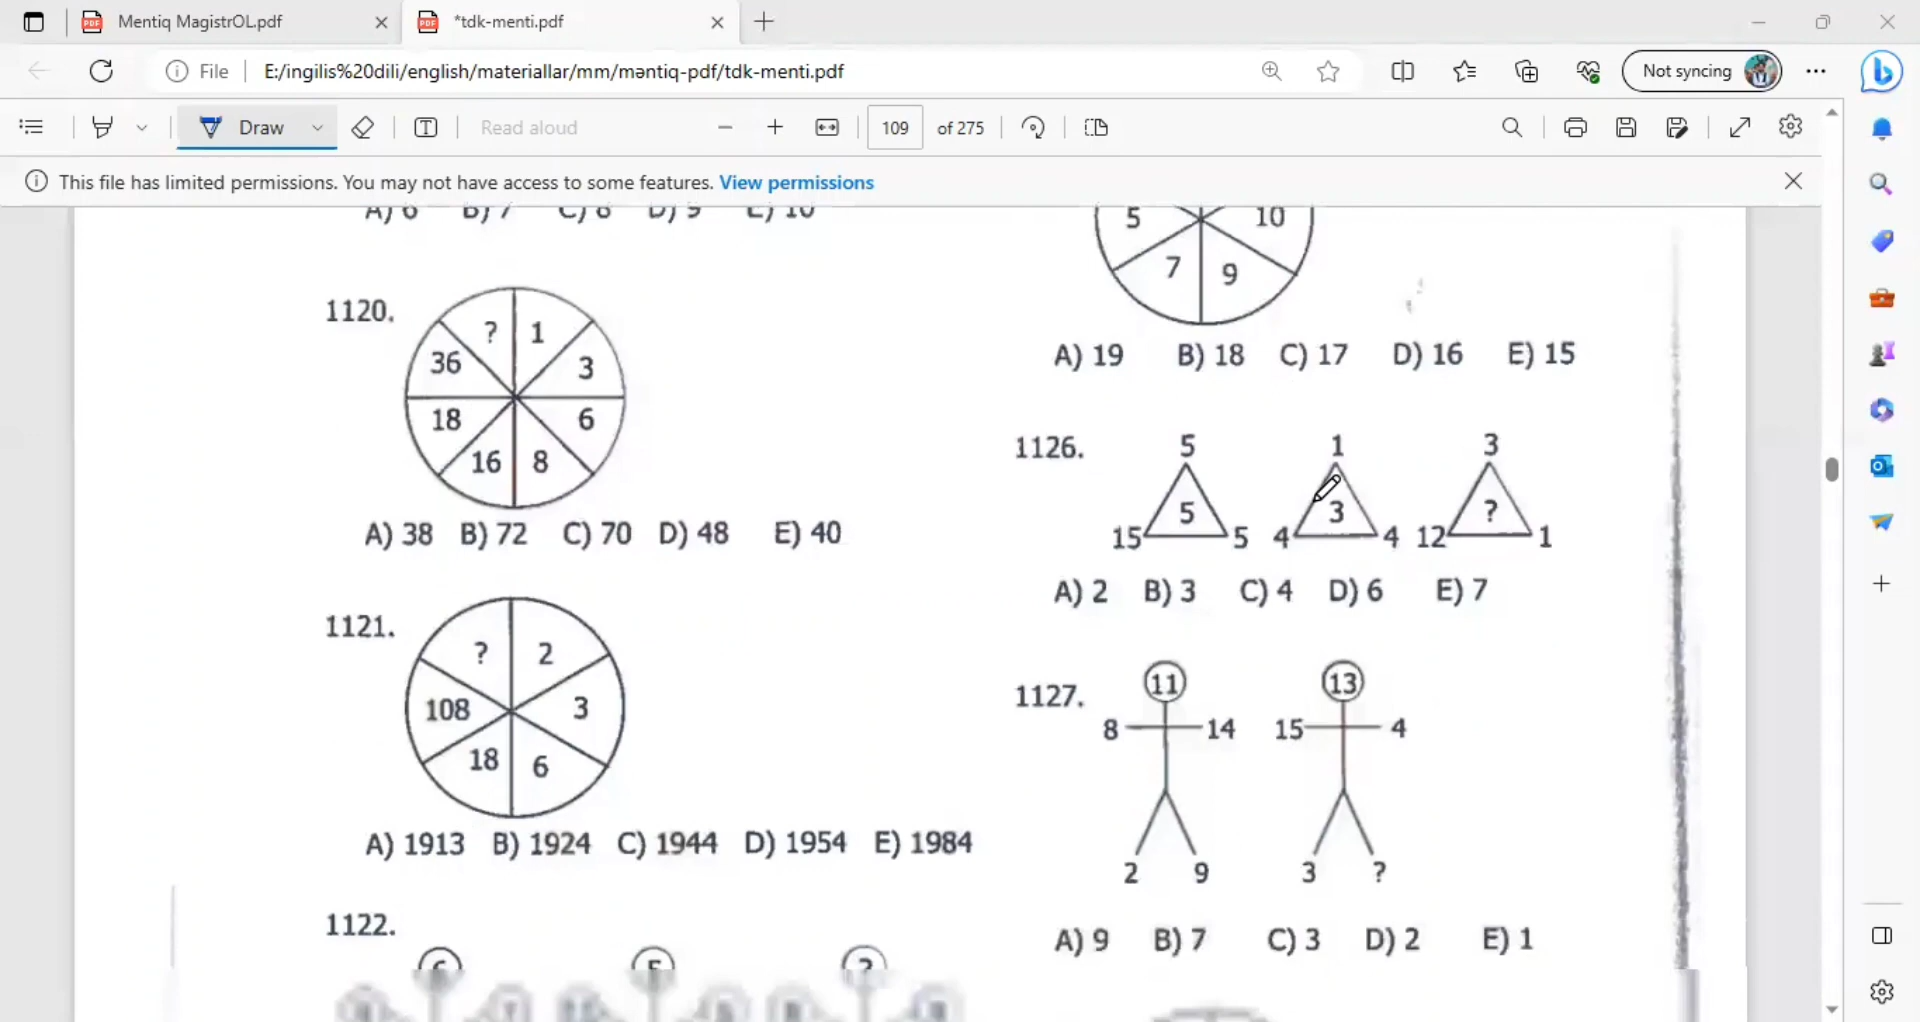 Mentiq MagistrOL.pdf
*tdk-menti.pdf
File
E:/ingilis%20dili/english/materiallar/mm/məntiq-pdf/tdk-menti.pdf
Not syncing
Draw
Read aloud
109 of 275
This file has limited permissions. You may not have access to some features. View permissions
A) 6 B) 7 C) 8 D) 9 E) 10
1120.
? 1
36 3
18 6
16 8
A) 38 B) 72 C) 70 D) 48 E) 40
1121.
? 2
108 3
18 6
A) 1913 B) 1924 C) 1944 D) 1954 E) 1984
1122.
5 10
7 9
A) 19 B) 18 C) 17 D) 16 E) 15
1126.
5 1 3
5 3 ?
15 5 4 4 12 1
A) 2 B) 3 C) 4 D) 6 E) 7
1127.
11 13
8 14 15 4
2 9 3 ?
A) 9 B) 7 C) 3 D) 2 E) 1